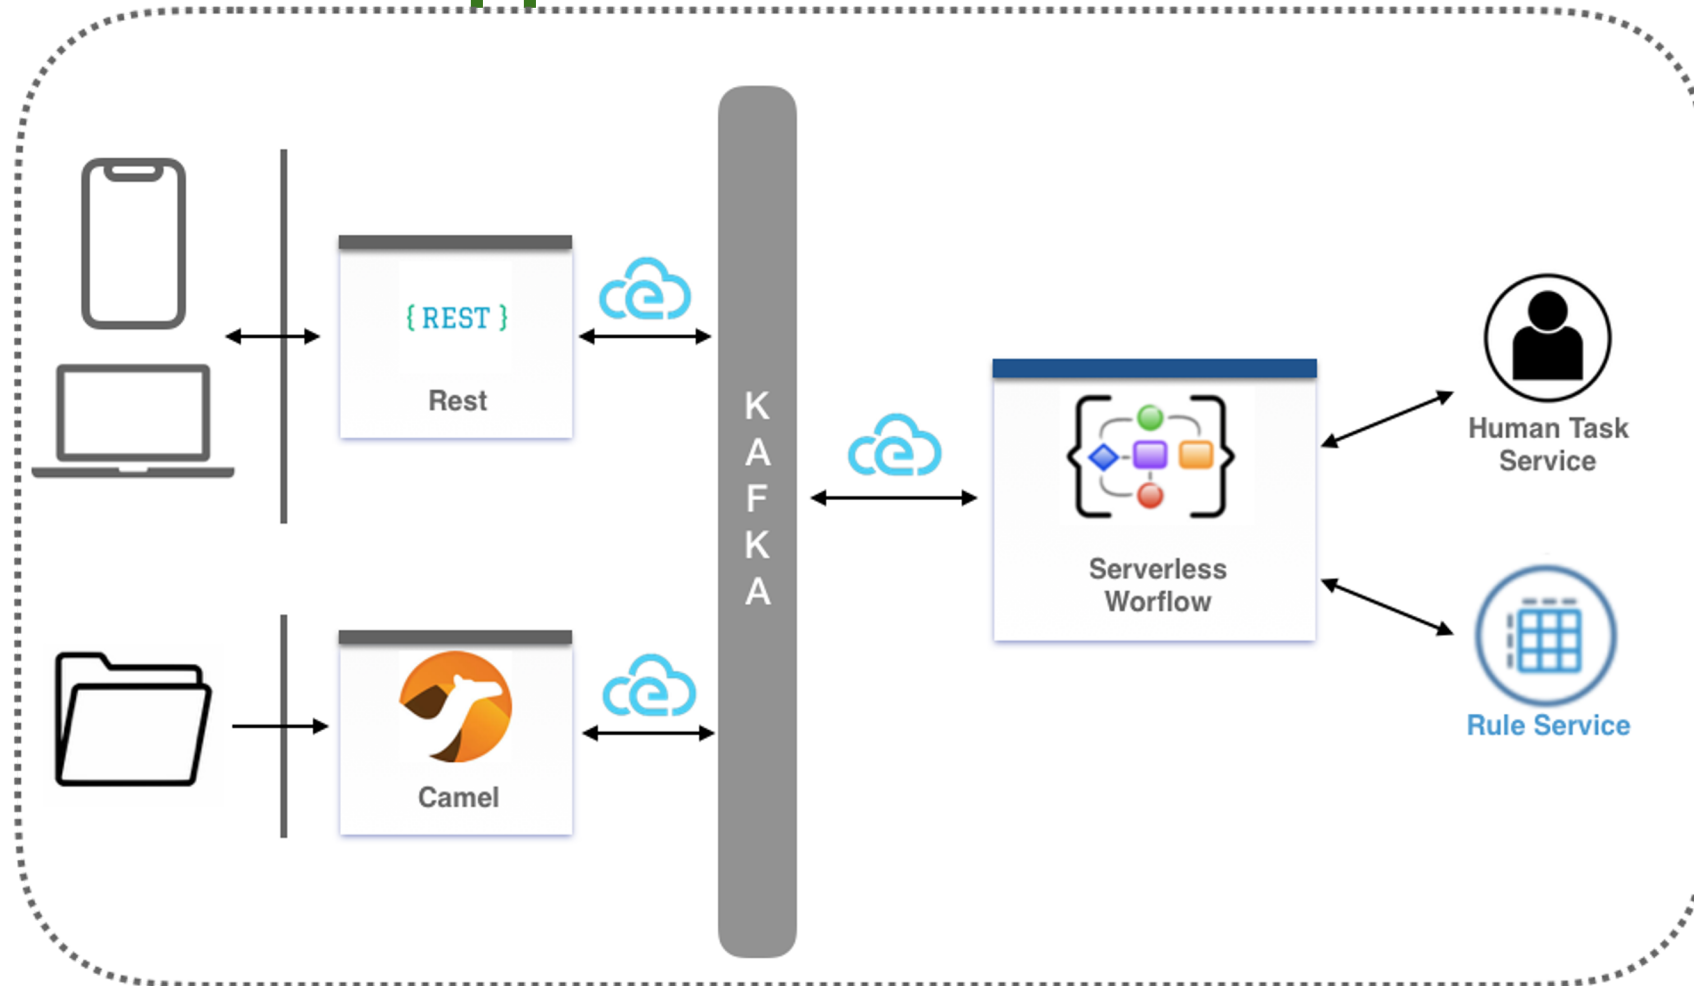 { REST }
Rest
Camel
K
A
F
K
A
Serverless
Worflow
Human Task
Service
Rule Service